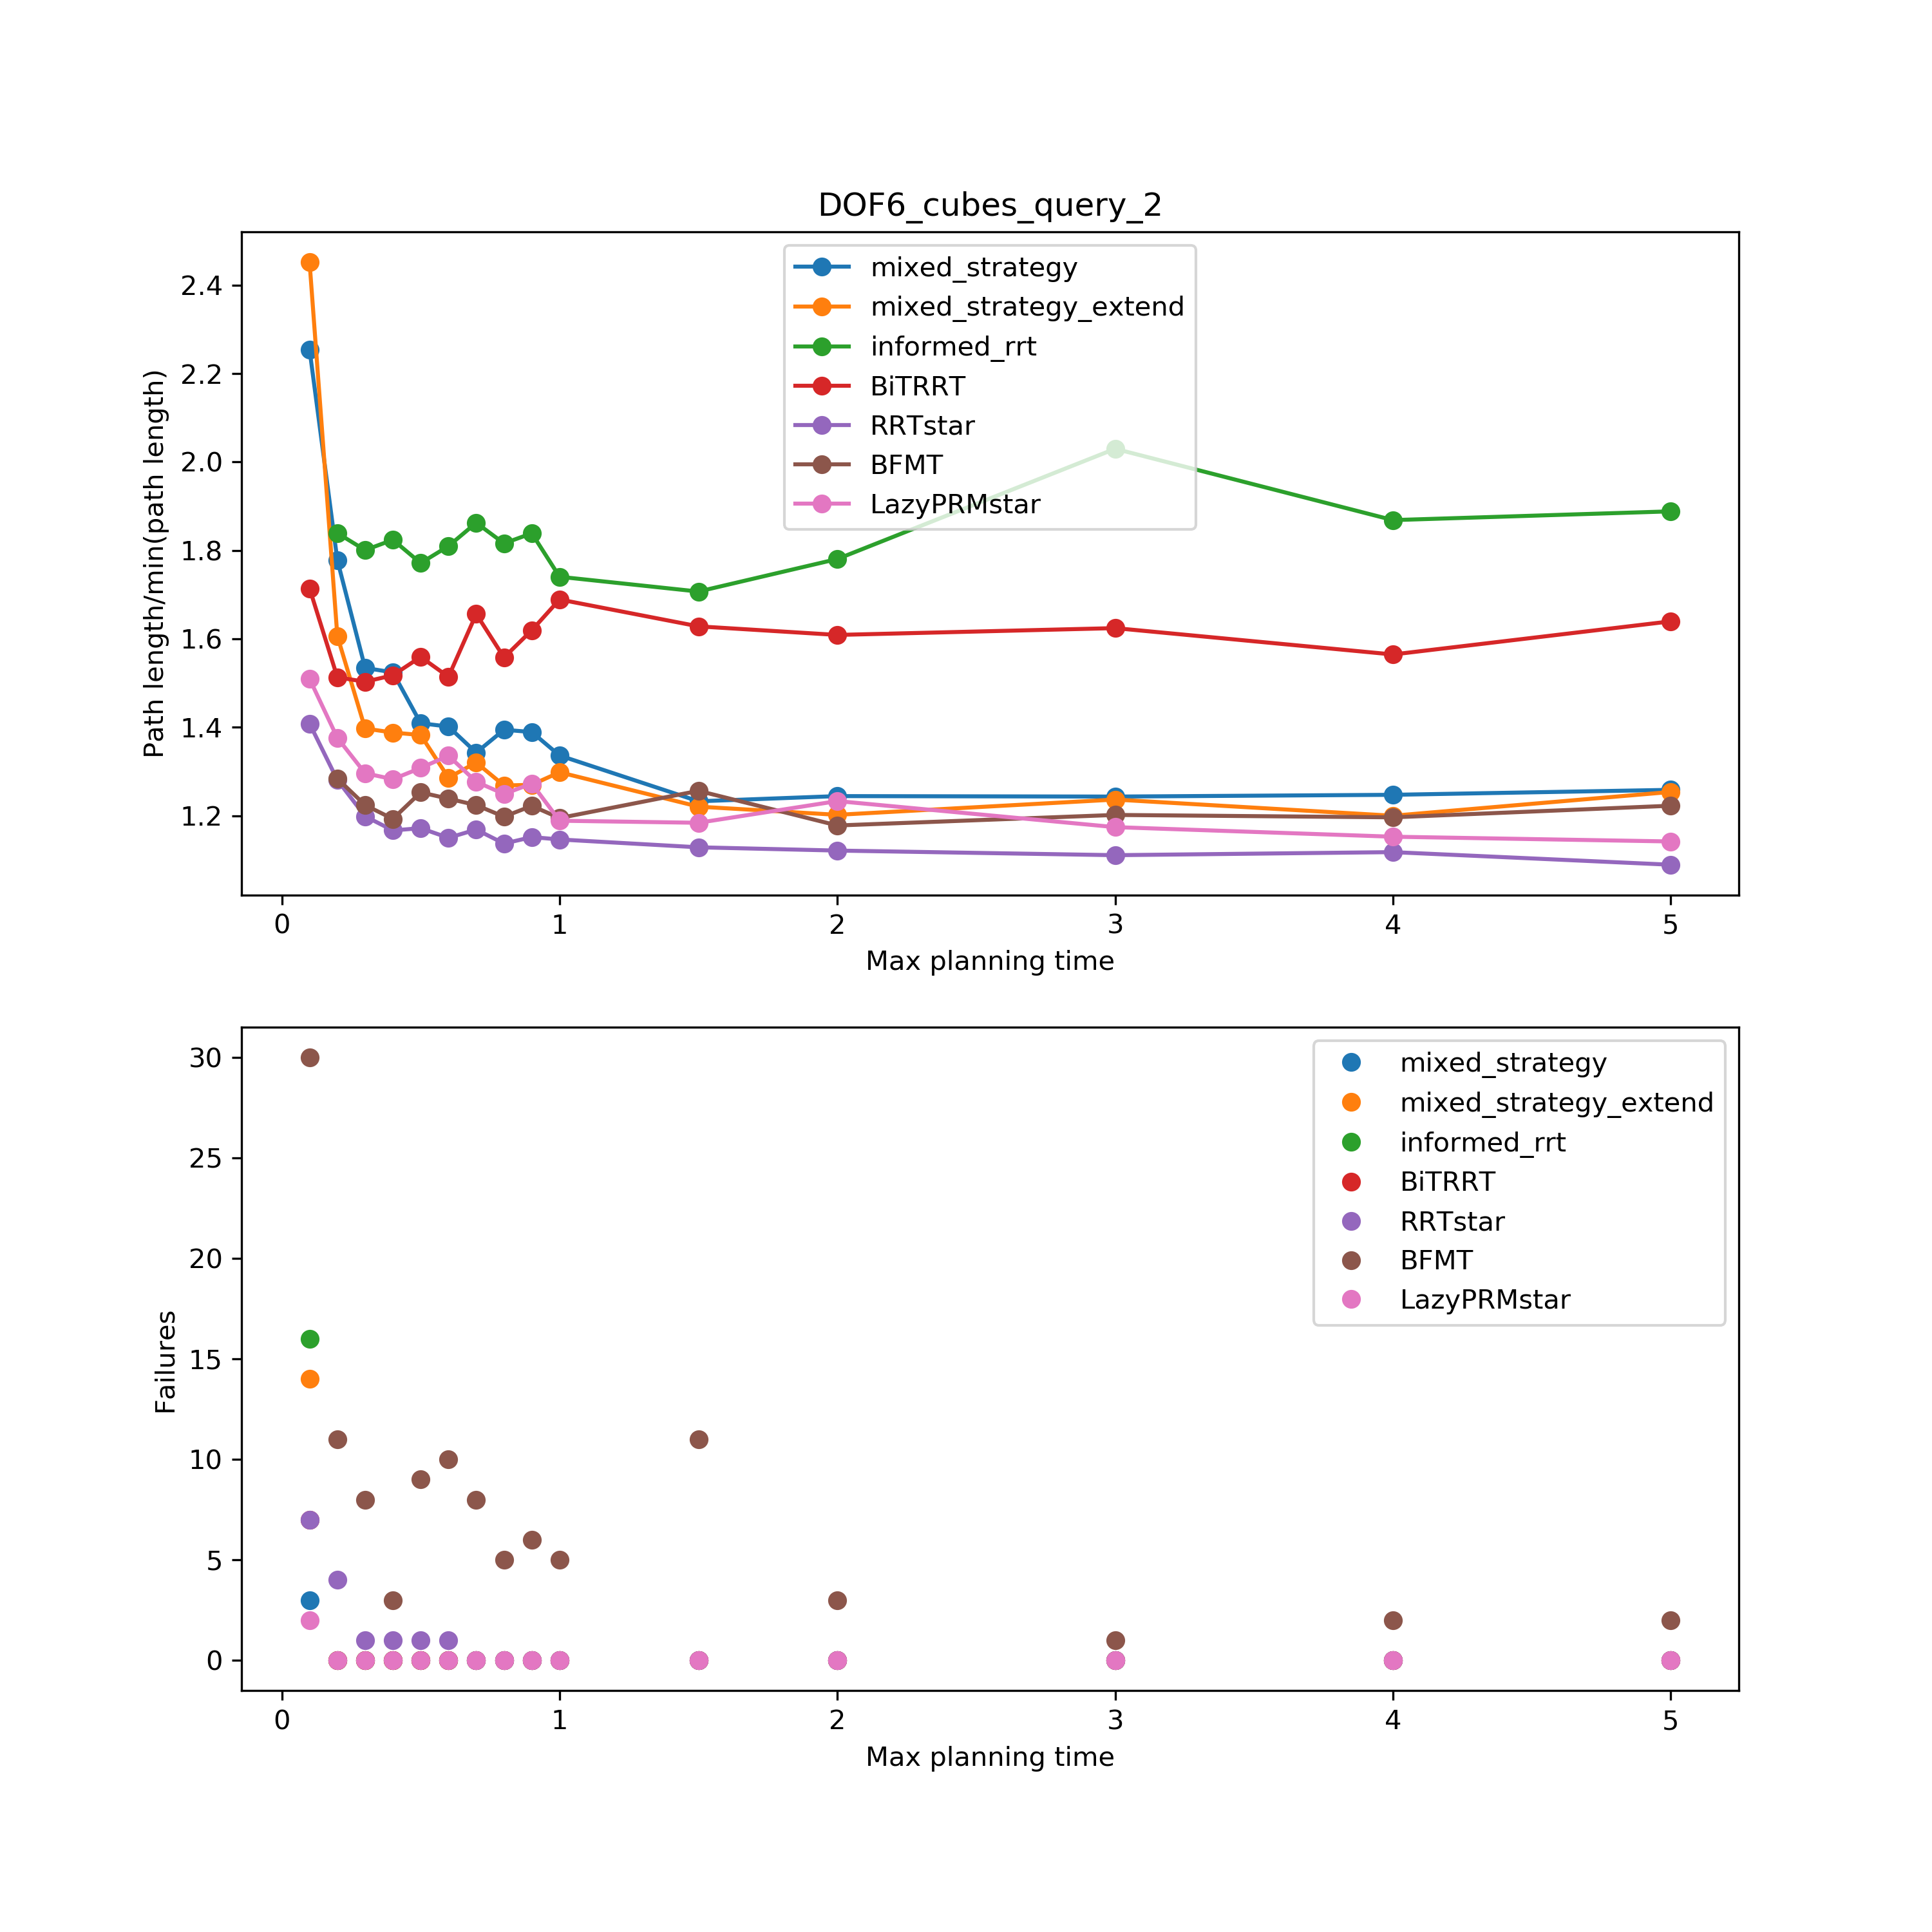 DOF6_cubes_query_2
Path length/min(path length)
2.4
2.2
2.0
1.8
1.6
1.4
1.2
mixed_strategy
mixed_strategy_extend
informed_rrt
BiTRRT
RRTstar
BFMT
LazyPRMstar
0 1 2 3 4 5
Max planning time
Failures
30
25
20
15
10
5
0
mixed_strategy
mixed_strategy_extend
informed_rrt
BiTRRT
RRTstar
BFMT
LazyPRMstar
0 1 2 3 4 5
Max planning time